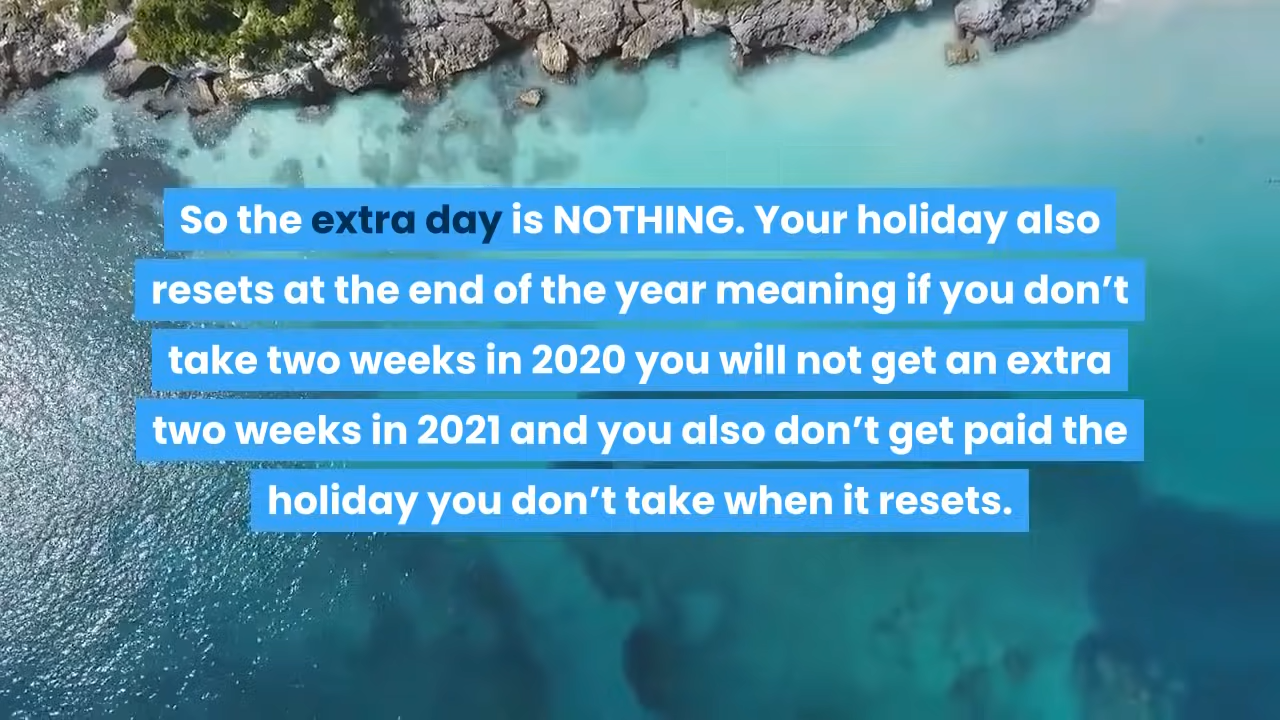 So the extra day is NOTHING. Your holiday also
resets at the end of the year meaning if you don’t
take two weeks in 2020 you will not get an extra
two weeks in 2021 and you also don’t get paid the
holiday you don’t take when it resets.